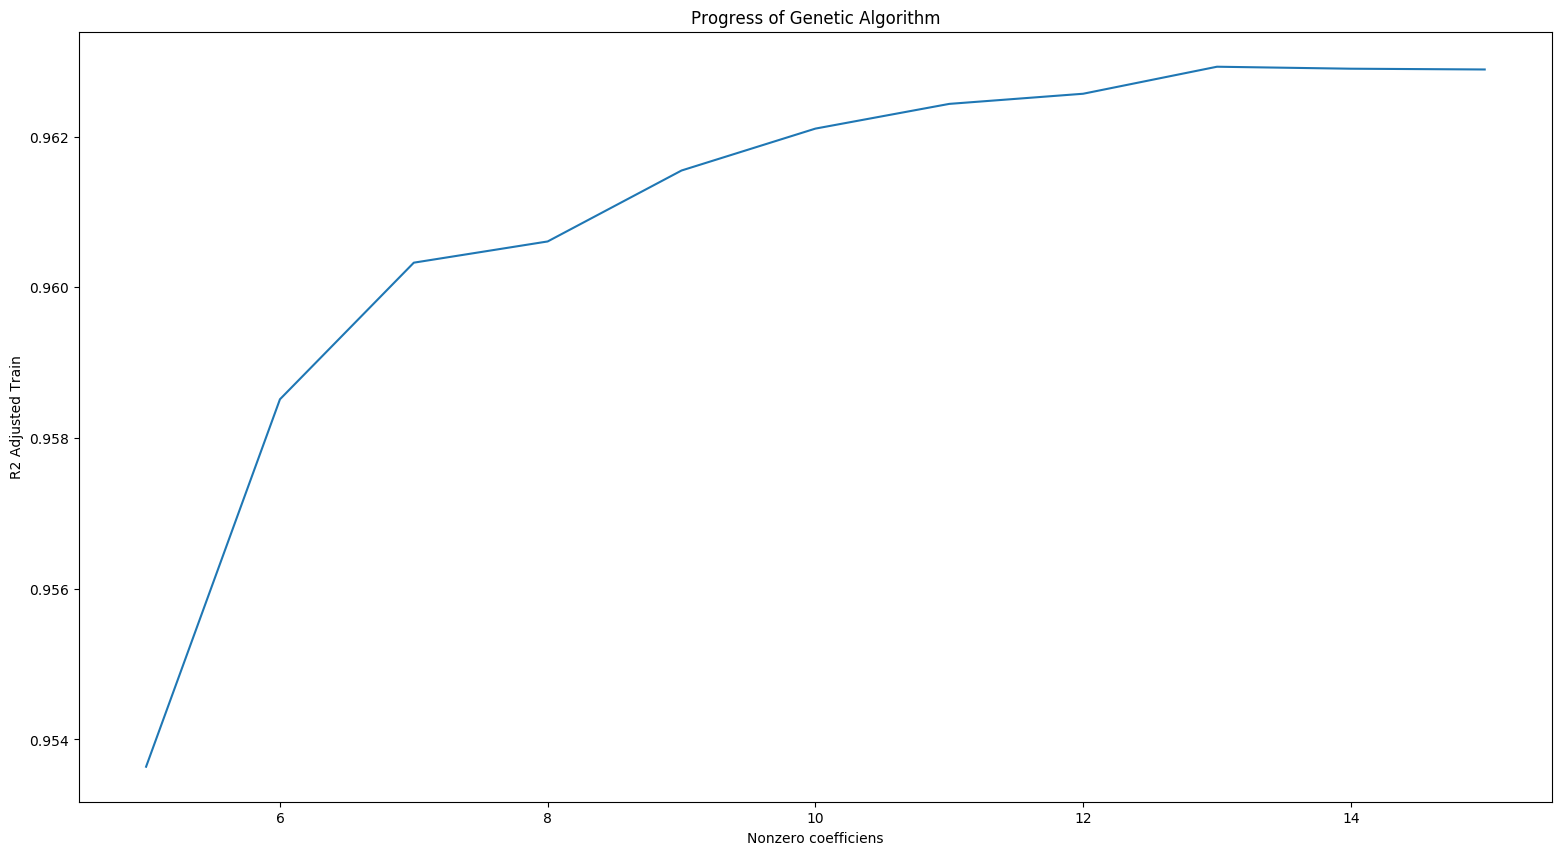 Progress of Genetic Algorithm
R2 Adjusted Train
0.962
0.960
0.958
0.956
0.954
6 8 10 12 14
Nonzero coefficiens